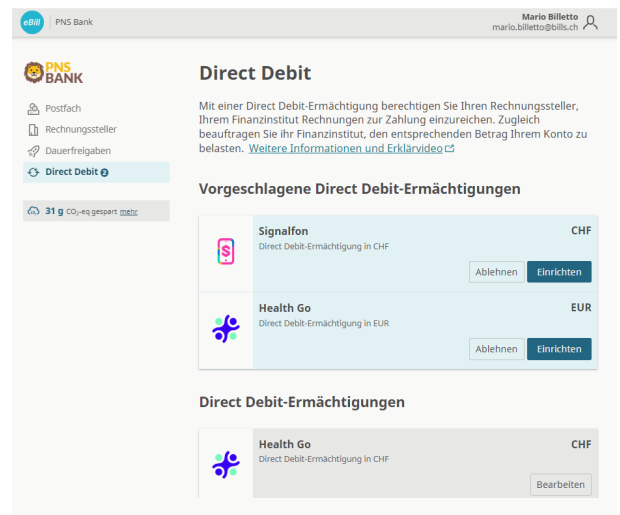 eBill PNS Bank
Mario Billetto
mario.billetto@bills.ch
PNS
BANK
Postfach
Rechnungssteller
Dauerfreigaben
Direct Debit 2
31 g CO₂-eq gespart mehr
Direct Debit
Mit einer Direct Debit-Ermächtigung berechtigen Sie Ihren Rechnungssteller,
Ihrem Finanzinstitut Rechnungen zur Zahlung einzureichen. Zugleich
beauftragen Sie ihr Finanzinstitut, den entsprechenden Betrag Ihrem Konto zu
belasten. Weitere Informationen und Erklärvideo
Vorgeschlagene Direct Debit-Ermächtigungen
Signalfon CHF
Direct Debit-Ermächtigung in CHF
Ablehnen Einrichten
Health Go EUR
Direct Debit-Ermächtigung in EUR
Ablehnen Einrichten
Direct Debit-Ermächtigungen
Health Go CHF
Direct Debit-Ermächtigung in CHF
Bearbeiten